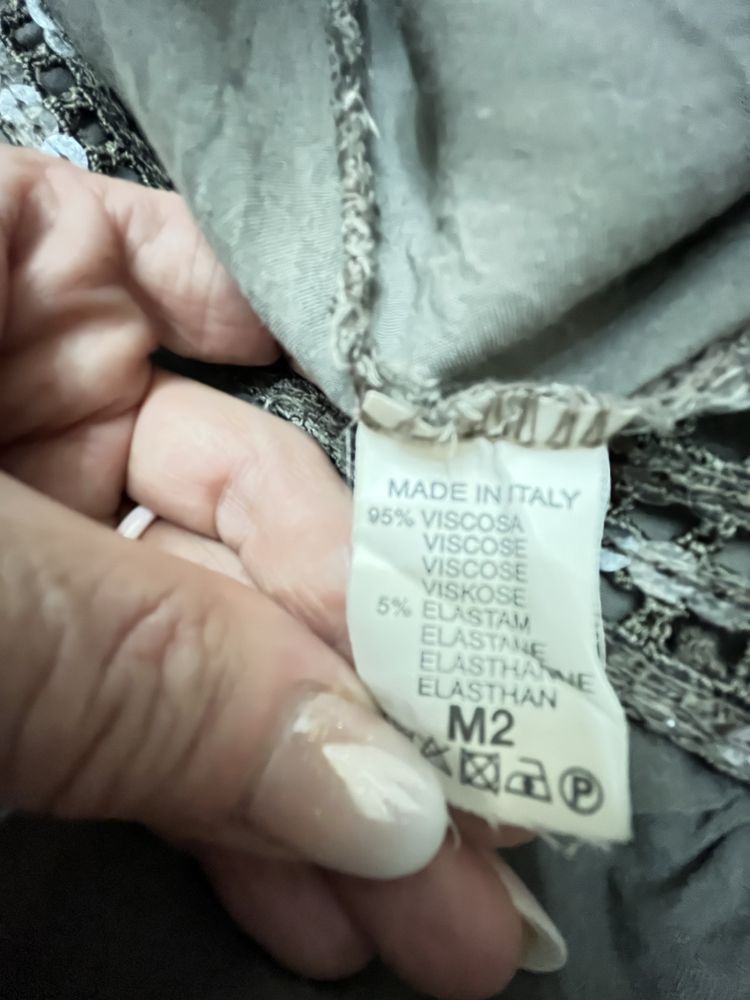 MADE IN ITALY
95% VISCOSA
VISCOSE
VISCOSE
VISKOSE
5% ELASTAM
ELASTANE
ELASTHANNE
ELASTHAN
M2
P